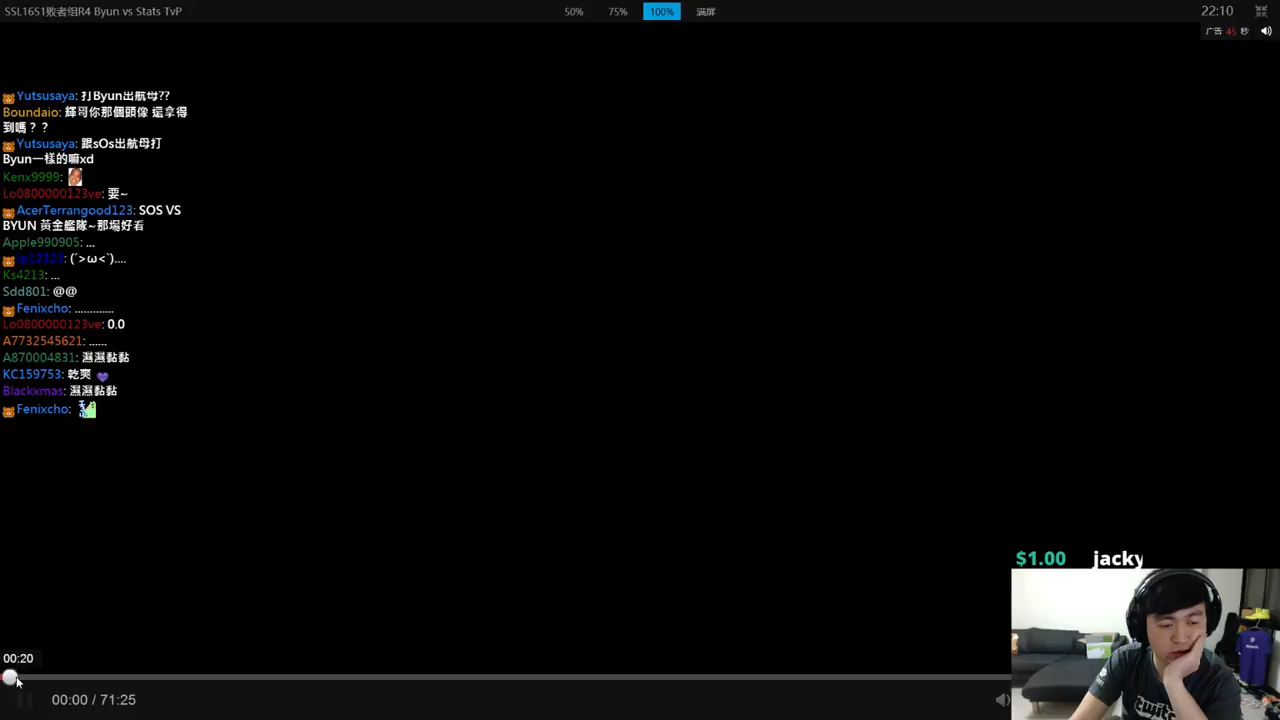 SSL16S1败者组R4 Byun vs Stats TvP
50% 75% 100% 满屏
22:10
广告 45 秒
Yutsusaya: 打Byun出航母??
Boundaio: 輝哥你那個頭像 還拿得
到嗎？？
Yutsusaya: 跟sOs出航母打
Byun一樣的嘛xd
Kenx9999:
Lo0800000123ve: 要~
AcerTerrangood123: SOS VS
BYUN 黃金艦隊~那場好看
Apple990905: ...
(´>ω<`)....
Ks4213: ...
Sdd801: @@
Fenixcho: .............
Lo0800000123ve: 0.0
A7732545621: ......
A870004831: 濕濕黏黏
KC159753: 乾爽
Blackxmas: 濕濕黏黏
Fenixcho:
$1.00 jacky
00:20
00:00 / 71:25
twitc